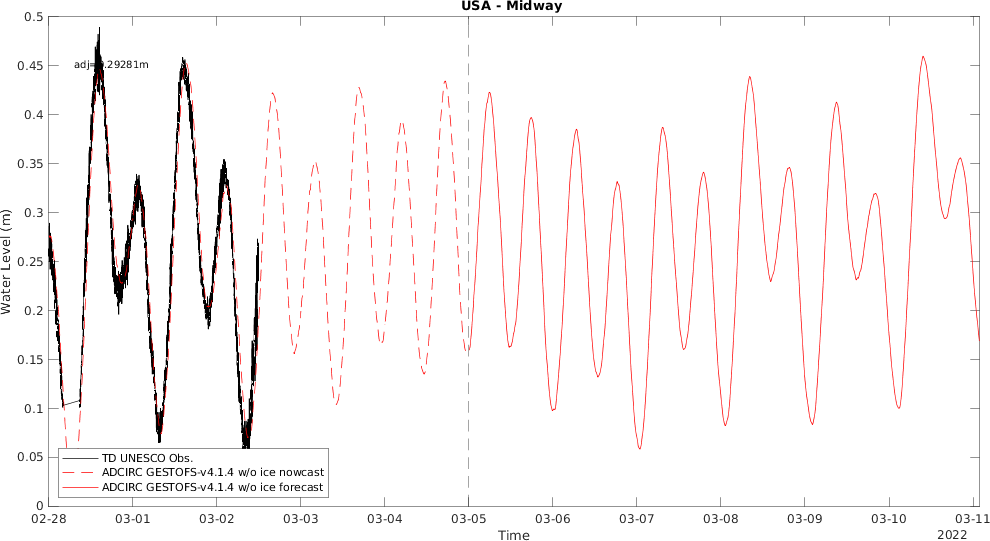 USA - Midway
0.5
0.45
0.4
0.35
0.3
0.25
0.2
0.15
0.1
0.05
0
Water Level (m)
TD UNESCO Obs.
ADCIRC GESTOFS-v4.1.4 w/o ice nowcast
ADCIRC GESTOFS-v4.1.4 w/o ice forecast
02-28 03-01 03-02 03-03 03-04 03-05 03-06 03-07 03-08 03-09 03-10 03-11
Time
2022